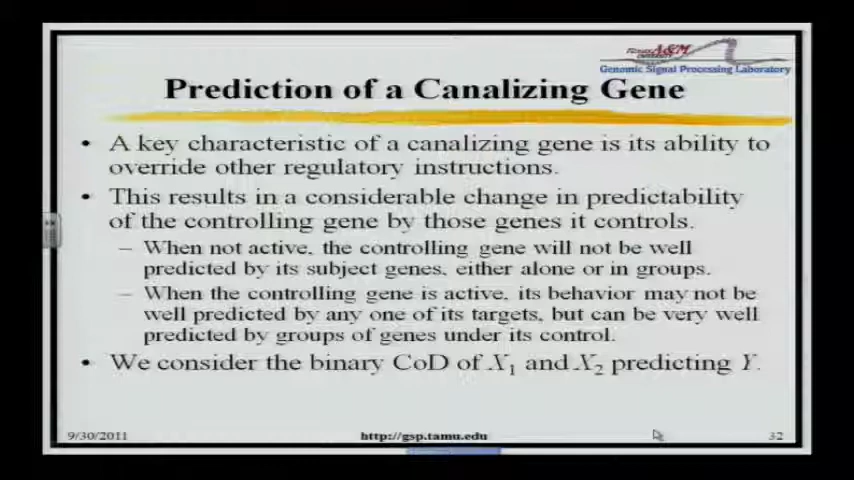 TEXAS A&M
UNIVERSITY
Genomic Signal Processing Laboratory
Prediction of a Canalizing Gene
• A key characteristic of a canalizing gene is its ability to
override other regulatory instructions.
• This results in a considerable change in predictability
of the controlling gene by those genes it controls.
– When not active, the controlling gene will not be well
predicted by its subject genes, either alone or in groups.
– When the controlling gene is active, its behavior may not be
well predicted by any one of its targets, but can be very well
predicted by groups of genes under its control.
• We consider the binary CoD of X₁ and X₂ predicting Y.
9/30/2011 http://gsp.tamu.edu 32